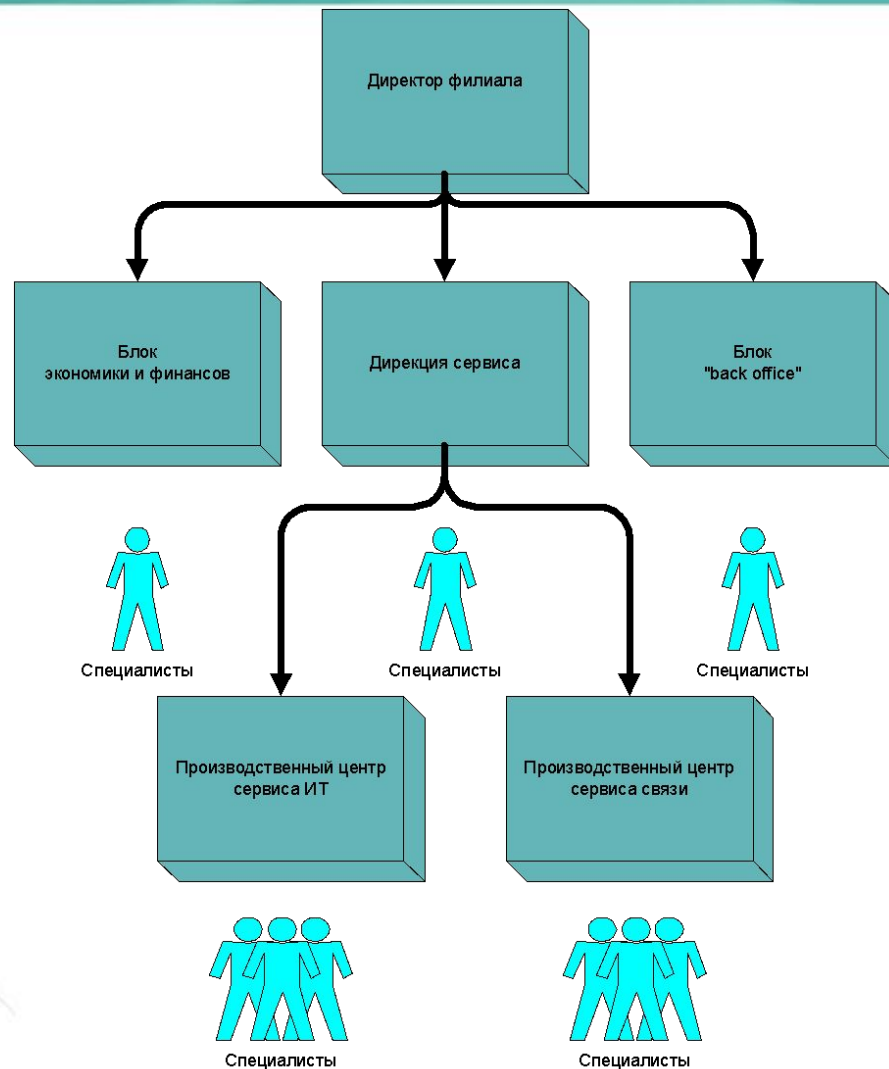 Директор филиала
Блок
экономики и финансов
Дирекция сервиса
Блок
"back office"
Специалисты
Специалисты
Специалисты
Производственный центр
сервиса ИТ
Производственный центр
сервиса связи
Специалисты
Специалисты